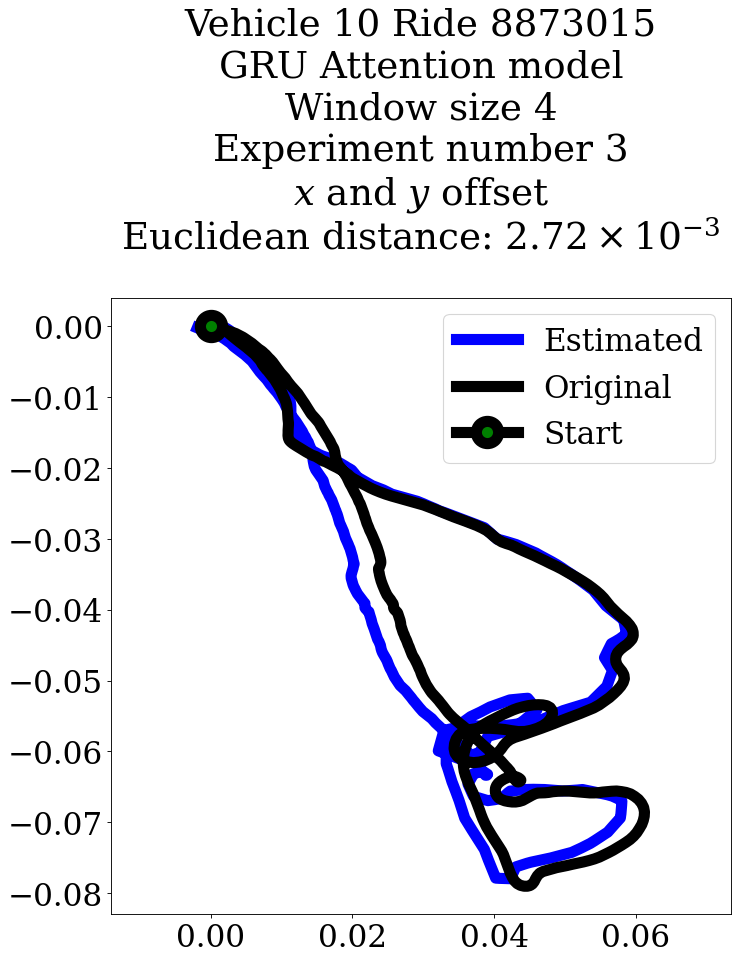 Vehicle 10 Ride 8873015
GRU Attention model
Window size 4
Experiment number 3
x and y offset
Euclidean distance: 2.72 × 10⁻³
Estimated
Original
Start
0.00
−0.01
−0.02
−0.03
−0.04
−0.05
−0.06
−0.07
−0.08
0.00 0.02 0.04 0.06